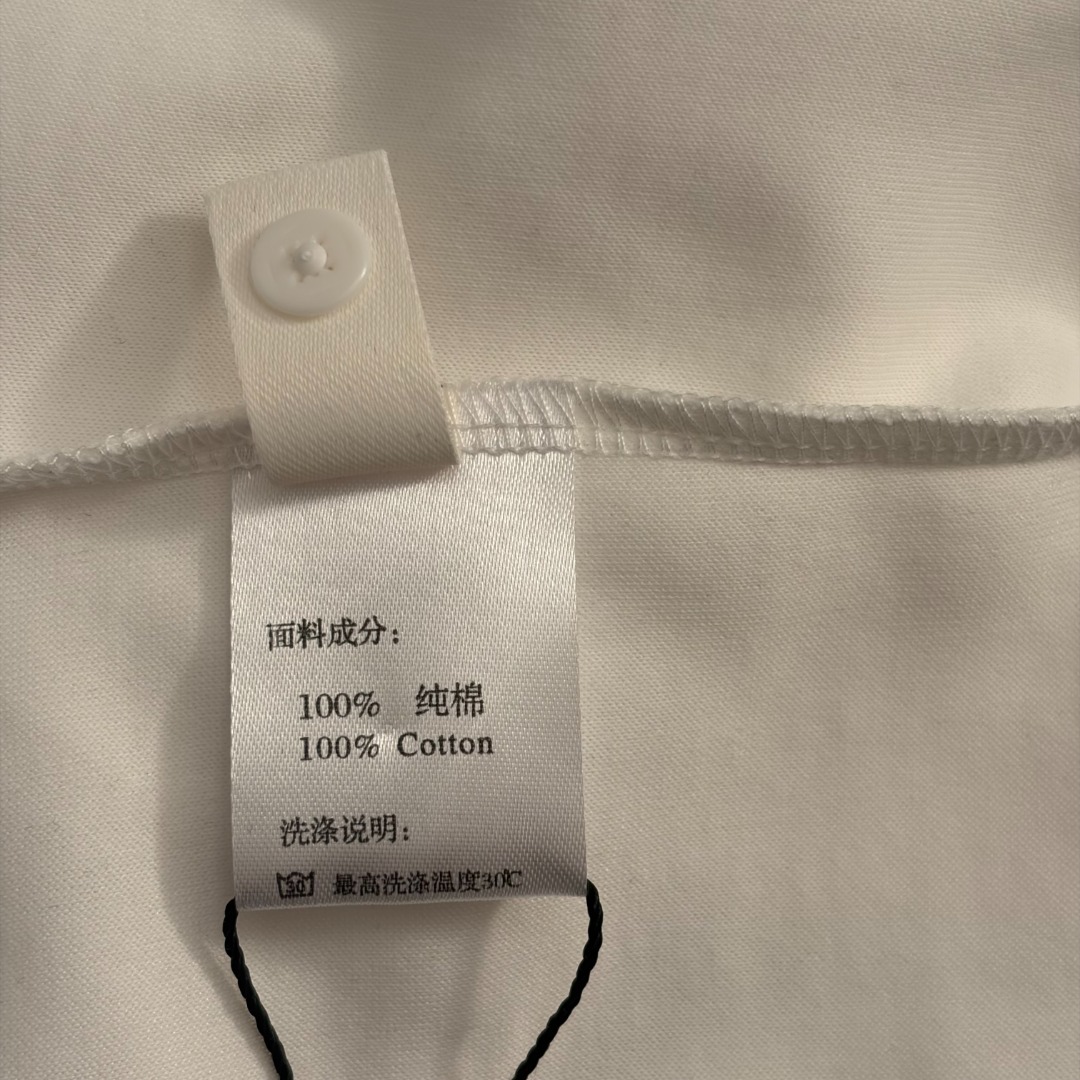 面料成分：
100% 纯棉
100% Cotton
洗涤说明：
30 最高洗涤温度30℃